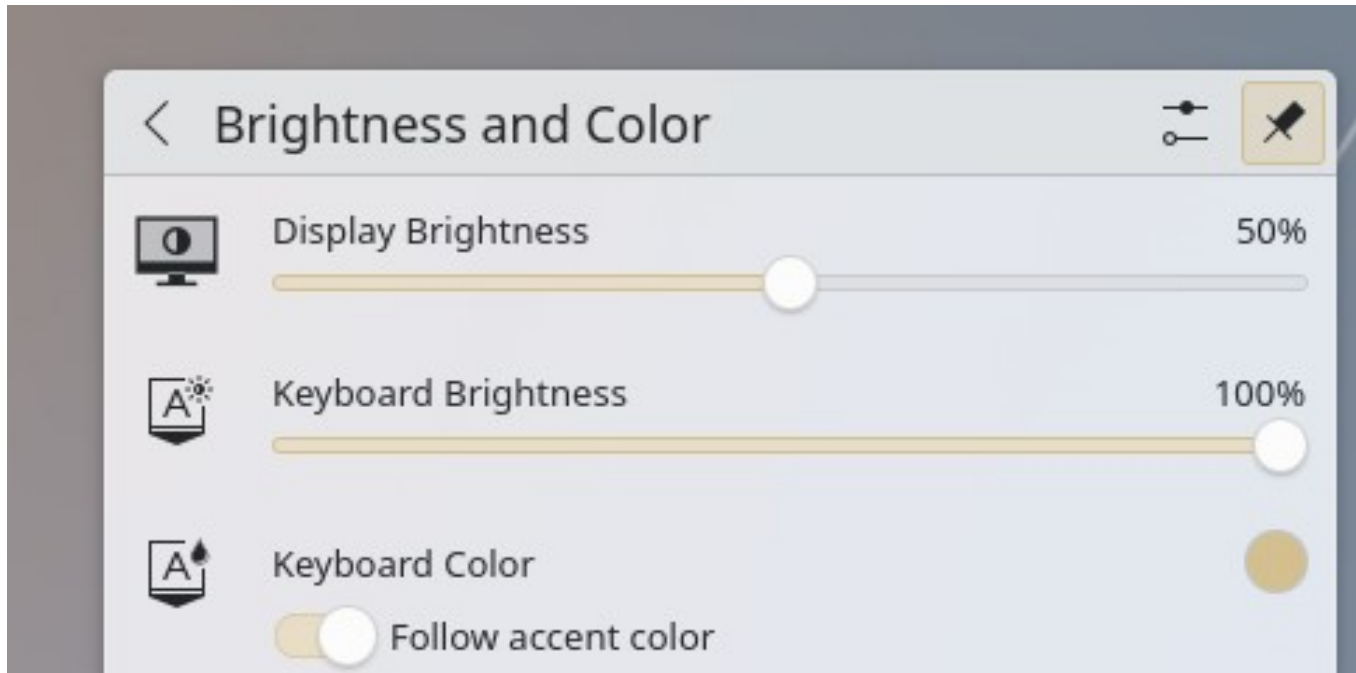 Brightness and Color
Display Brightness 50%
A
Keyboard Brightness 100%
A
Keyboard Color
Follow accent color